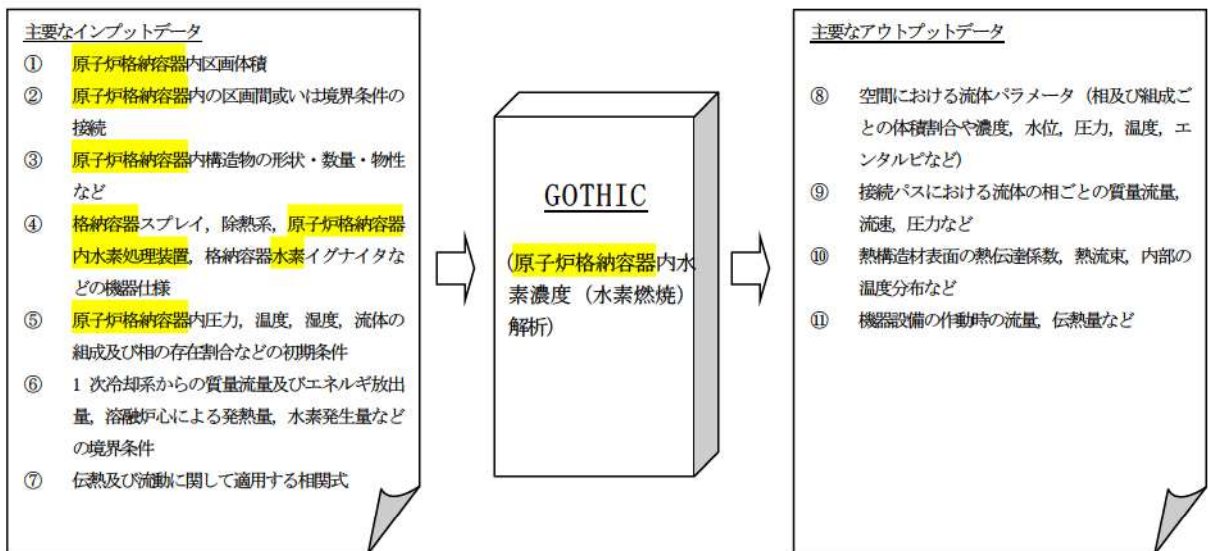 主要なインプットデータ
① 原子炉格納容器内区画体積
② 原子炉格納容器内の区画間或いは境界条件の
接続
③ 原子炉格納容器内構造物の形状・数量・物性
など
④ 格納容器スプレイ，除熱系，原子炉格納容器
内水素処理装置，格納容器水素イグナイタな
どの機器仕様
⑤ 原子炉格納容器内圧力，温度，湿度，流体の
組成及び相の存在割合などの初期条件
⑥ 1 次冷却系からの質量流量及びエネルギ放出
量，溶融炉心による発熱量，水素発生量など
の境界条件
⑦ 伝熱及び流動に関して適用する相関式
GOTHIC
(原子炉格納容器内水
素濃度（水素燃焼）
解析)
主要なアウトプットデータ
⑧ 空間における流体パラメータ（相及び組成ご
との体積割合や濃度，水位，圧力，温度，エ
ンタルピなど）
⑨ 接続パスにおける流体の相ごとの質量流量，
流速，圧力など
⑩ 熱構造材表面の熱伝達係数，熱流束，内部の
温度分布など
⑪ 機器設備の作動時の流量，伝熱量など